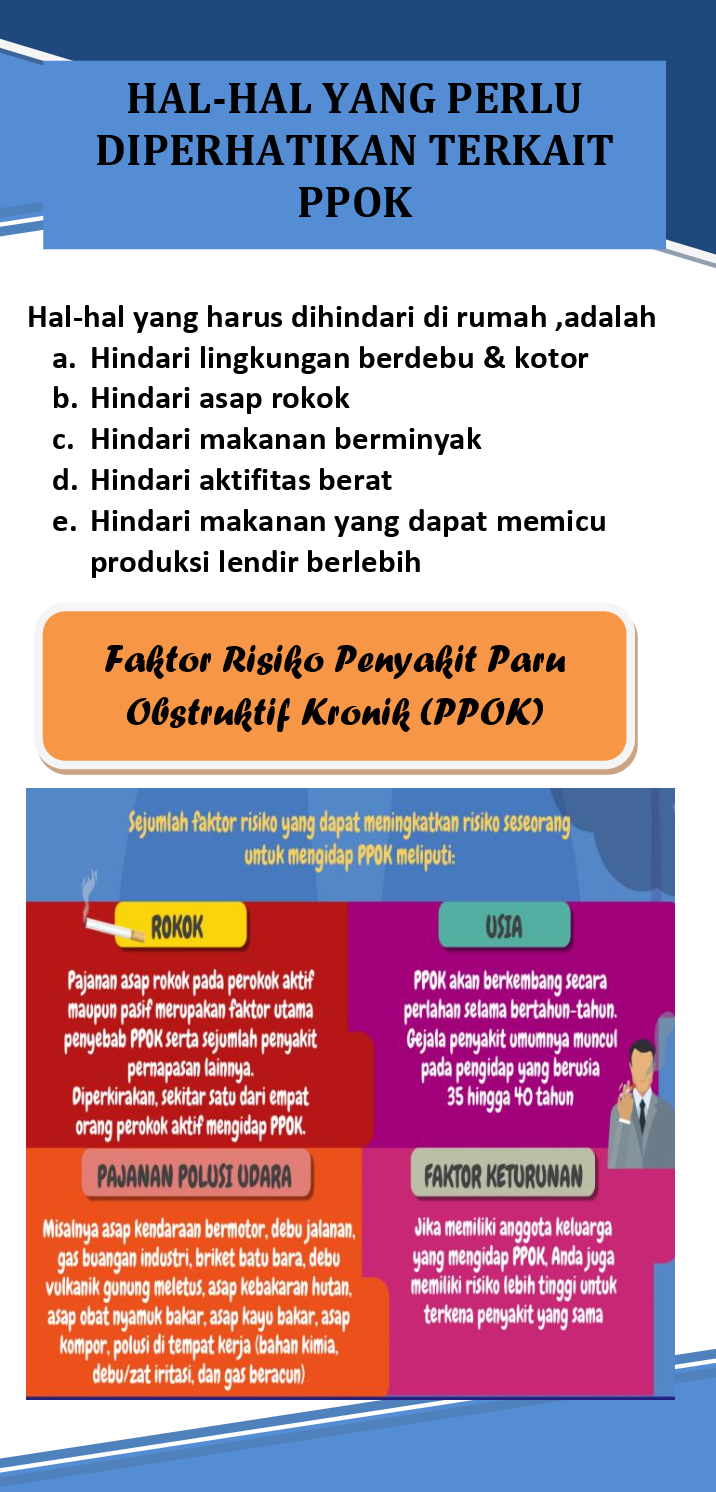 HAL-HAL YANG PERLU
DIPERHATIKAN TERKAIT
PPOK
Hal-hal yang harus dihindari di rumah ,adalah
a. Hindari lingkungan berdebu & kotor
b. Hindari asap rokok
c. Hindari makanan berminyak
d. Hindari aktifitas berat
e. Hindari makanan yang dapat memicu
produksi lendir berlebih
Faktor Risiko Penyakit Paru
Obstruktif Kronik (PPOK)
Sejumlah faktor risiko yang dapat meningkatkan risiko seseorang
untuk mengidap PPOK meliputi:
ROKOK
Pajanan asap rokok pada perokok aktif
maupun pasif merupakan faktor utama
penyebab PPOK serta sejumlah penyakit
pernapasan lainnya.
Diperkirakan, sekitar satu dari empat
orang perokok aktif mengidap PPOK.
USIA
PPOK akan berkembang secara
perlahan selama bertahun-tahun.
Gejala penyakit umumnya muncul
pada pengidap yang berusia
35 hingga 40 tahun
PAJANAN POLUSI UDARA
Misalnya asap kendaraan bermotor, debu jalanan,
gas buangan industri, briket batu bara, debu
vulkanik gunung meletus, asap kebakaran hutan,
asap obat nyamuk bakar, asap kayu bakar, asap
kompor, polusi di tempat kerja (bahan kimia,
debu/zat iritasi, dan gas beracun)
FAKTOR KETURUNAN
Jika memiliki anggota keluarga
yang mengidap PPOK, Anda juga
memiliki risiko lebih tinggi untuk
terkena penyakit yang sama